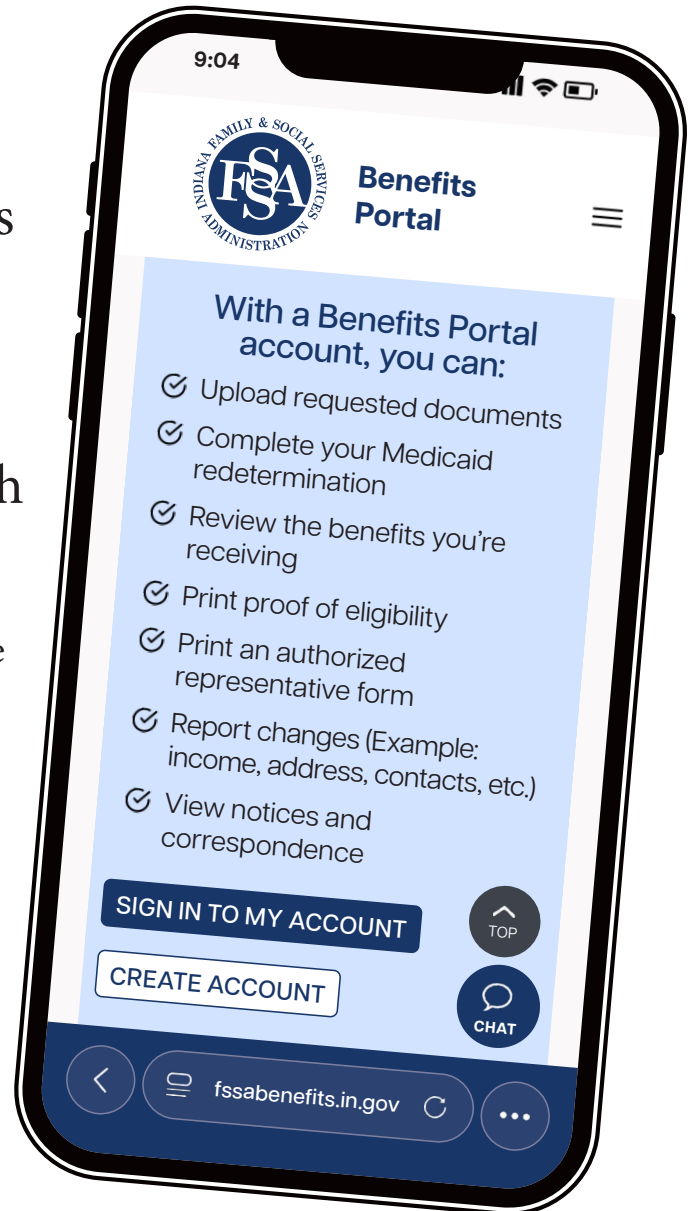 9:04
INDIANA FAMILY & SOCIAL SERVICES
ADMINISTRATION
FSSA
Benefits
Portal
With a Benefits Portal
account, you can:
Upload requested documents
Complete your Medicaid
redetermination
Review the benefits you're
receiving
Print proof of eligibility
Print an authorized
representative form
Report changes (Example:
income, address, contacts, etc.)
View notices and
correspondence
SIGN IN TO MY ACCOUNT
TOP
CREATE ACCOUNT
CHAT
fssabenefits.in.gov